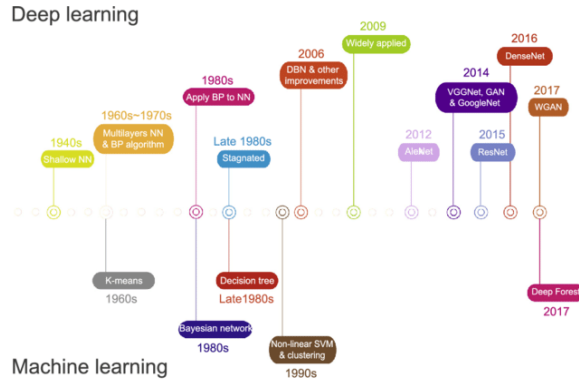 Deep learning
1940s
Shallow NN
1960s~1970s
Multilayers NN
& BP algorithm
1980s
Apply BP to NN
Late 1980s
Stagnated
2006
DBN & other
Improvements
2009
Widely applied
2012
AleNet
2014
VGGNet, GAN
& GoogleNet
2015
ResNet
2016
DenseNet
2017
WGAN
K-means
1960s
Bayesian network
1980s
Decision tree
Late1980s
Non-linear SVM
& clustering
1990s
Deep Forest
2017
Machine learning